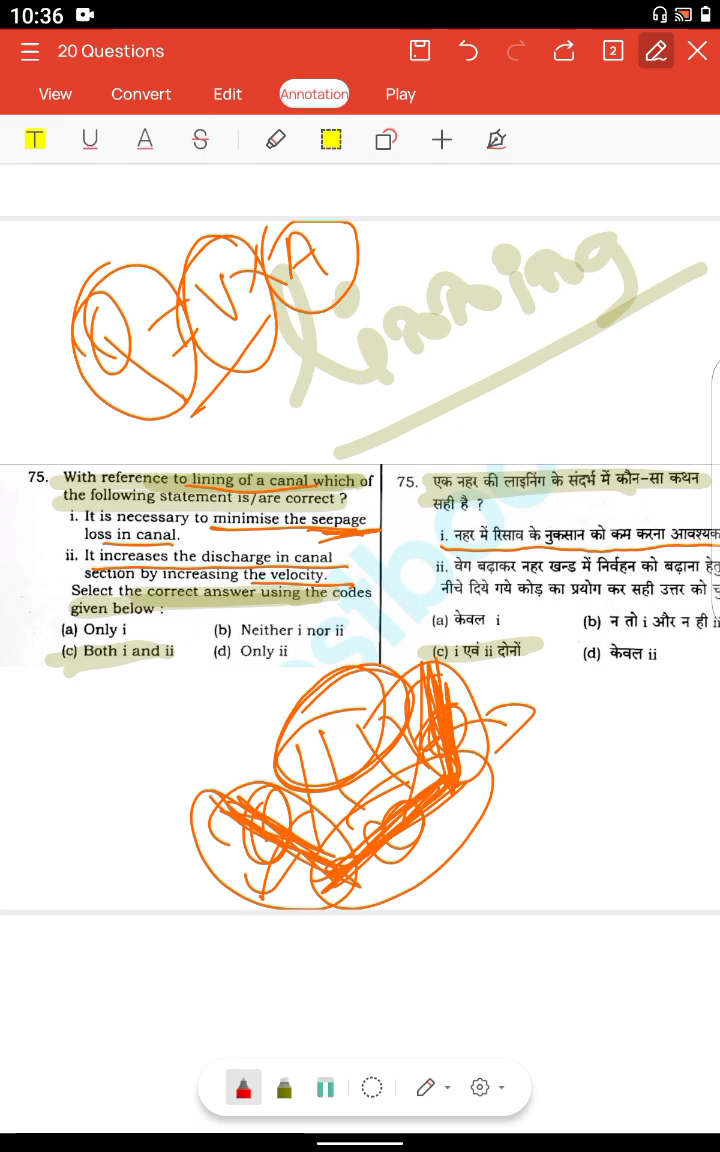 10:36
20 Questions
2
View Convert Edit Annotation Play
T U A S
Q = V × A
Linning
75. With reference to lining of a canal which of
the following statement is/are correct ?
i. It is necessary to minimise the seepage
loss in canal.
ii. It increases the discharge in canal
section by increasing the velocity.
Select the correct answer using the codes
given below :
(a) Only i (b) Neither i nor ii
(c) Both i and ii (d) Only ii
75. एक नहर की लाइनिंग के संदर्भ में कौन-सा कथन
सही है ?
i. नहर में रिसाव के नुकसान को कम करना आवश्यक
ii. वेग बढ़ाकर नहर खन्ड में निर्वहन को बढ़ाना हेतु
नीचे दिये गये कोड़ का प्रयोग कर सही उत्तर को
(a) केवल i (b) न तो i और न ही ii
(c) i एवं ii दोनों (d) केवल ii